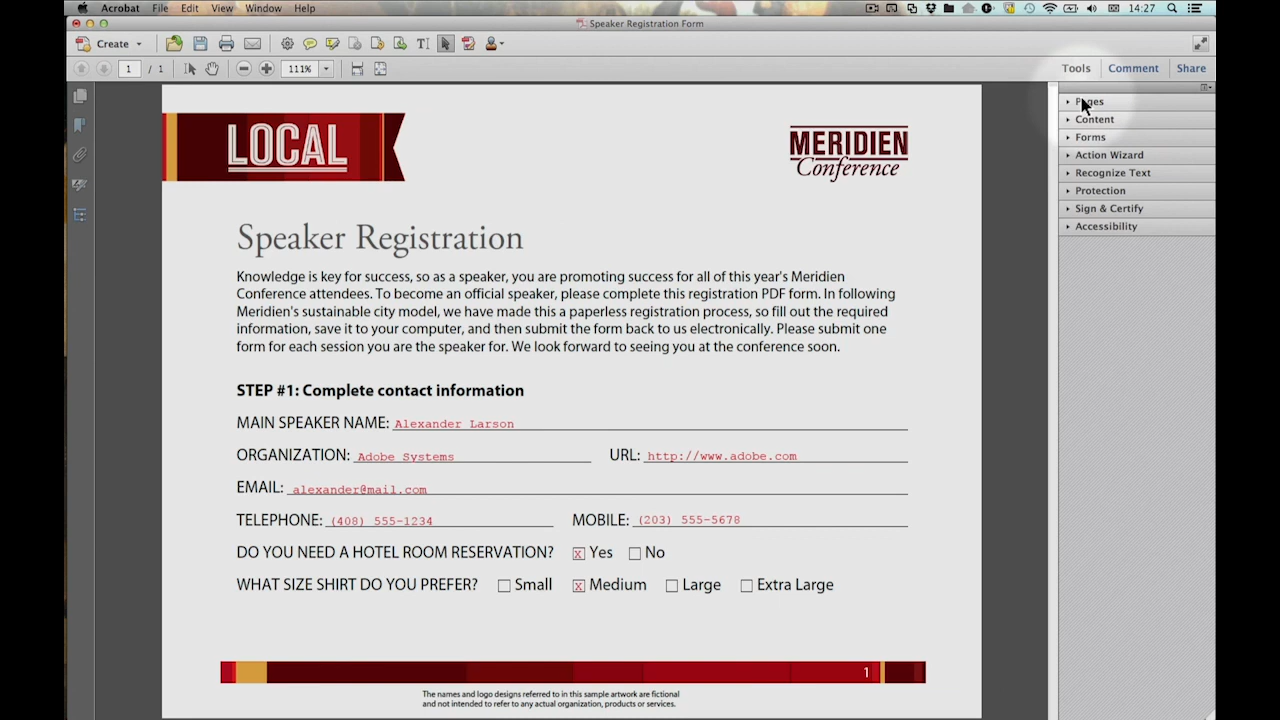 Acrobat File Edit View Window Help 14:27
Speaker Registration Form
Create
1 / 1 111% Tools Comment Share
Pages
Content
Forms
Action Wizard
Recognize Text
Protection
Sign & Certify
Accessibility
LOCAL
MERIDIEN
Conference
Speaker Registration
Knowledge is key for success, so as a speaker, you are promoting success for all of this year's Meridien
Conference attendees. To become an official speaker, please complete this registration PDF form. In following
Meridien's sustainable city model, we have made this a paperless registration process, so fill out the required
information, save it to your computer, and then submit the form back to us electronically. Please submit one
form for each session you are the speaker for. We look forward to seeing you at the conference soon.
STEP #1: Complete contact information
MAIN SPEAKER NAME: Alexander Larson
ORGANIZATION: Adobe Systems URL: http://www.adobe.com
EMAIL: alexander@mail.com
TELEPHONE: (408) 555-1234 MOBILE: (203) 555-5678
DO YOU NEED A HOTEL ROOM RESERVATION? x Yes No
WHAT SIZE SHIRT DO YOU PREFER? Small x Medium Large Extra Large
1
The names and logo designs referred to in this sample artwork are fictional
and not intended to refer to any actual organization, products or services.